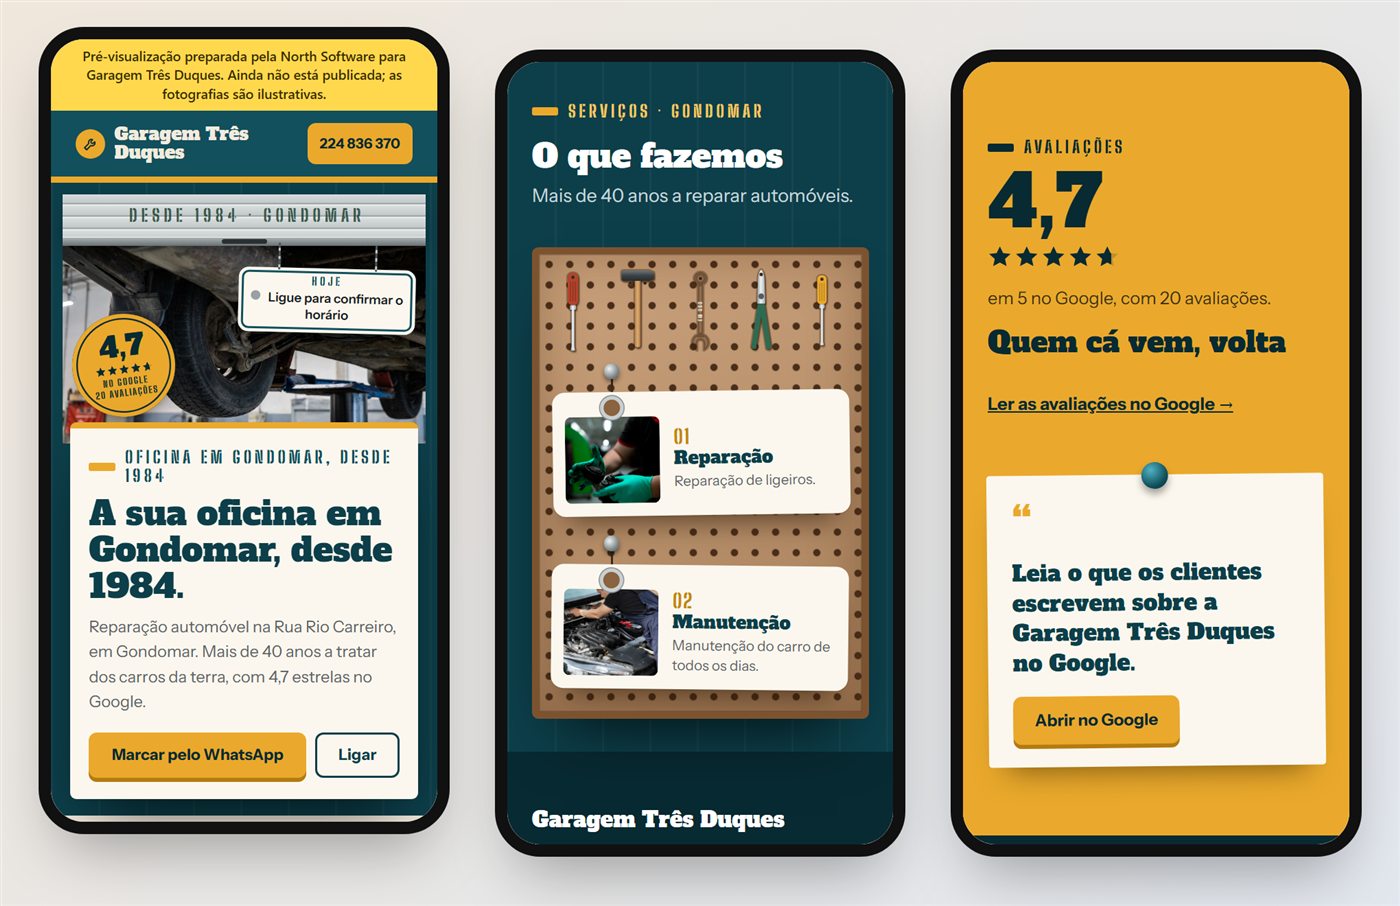 Pré-visualização preparada pela North Software para
Garagem Três Duques. Ainda não está publicada; as
fotografias são ilustrativas.
Garagem Três
Duques
224 836 370
DESDE 1984 · GONDOMAR
HOJE
Ligue para confirmar o
horário
4,7
NO GOOGLE
20 AVALIAÇÕES
OFICINA EM GONDOMAR, DESDE
1984
A sua oficina em
Gondomar, desde
1984.
Reparação automóvel na Rua Rio Carreiro,
em Gondomar. Mais de 40 anos a tratar
dos carros da terra, com 4,7 estrelas no
Google.
Marcar pelo WhatsApp
Ligar
SERVIÇOS · GONDOMAR
O que fazemos
Mais de 40 anos a reparar automóveis.
01
Reparação
Reparação de ligeiros.
02
Manutenção
Manutenção do carro de
todos os dias.
Garagem Três Duques
AVALIAÇÕES
4,7
em 5 no Google, com 20 avaliações.
Quem cá vem, volta
Ler as avaliações no Google →
❝
Leia o que os clientes
escrevem sobre a
Garagem Três Duques
no Google.
Abrir no Google